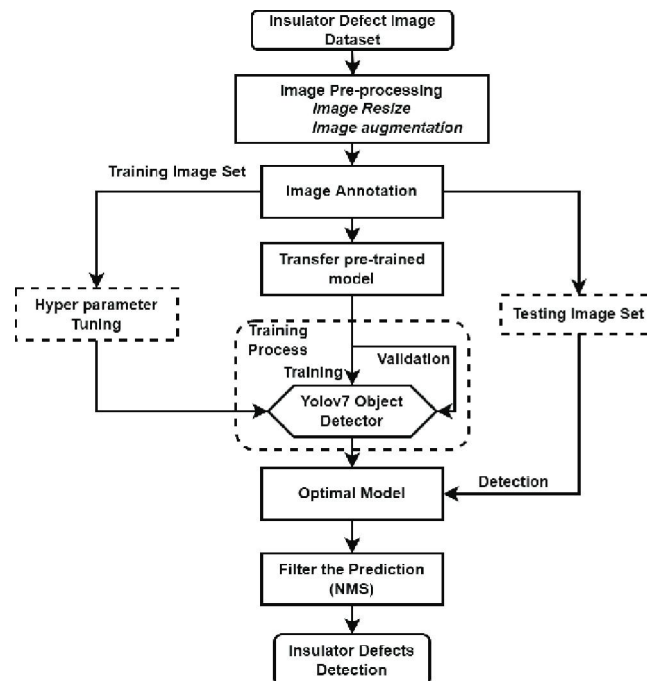 Insulator Defect Image
Dataset
Image Pre-processing
Image Resize
Image augmentation
Training Image Set
Image Annotation
Transfer pre-trained
model
Hyper parameter
Tuning
Testing Image Set
Training
Process
Validation
Training
Yolov7 Object
Detector
Optimal Model
Detection
Filter the Prediction
(NMS)
Insulator Defects
Detection